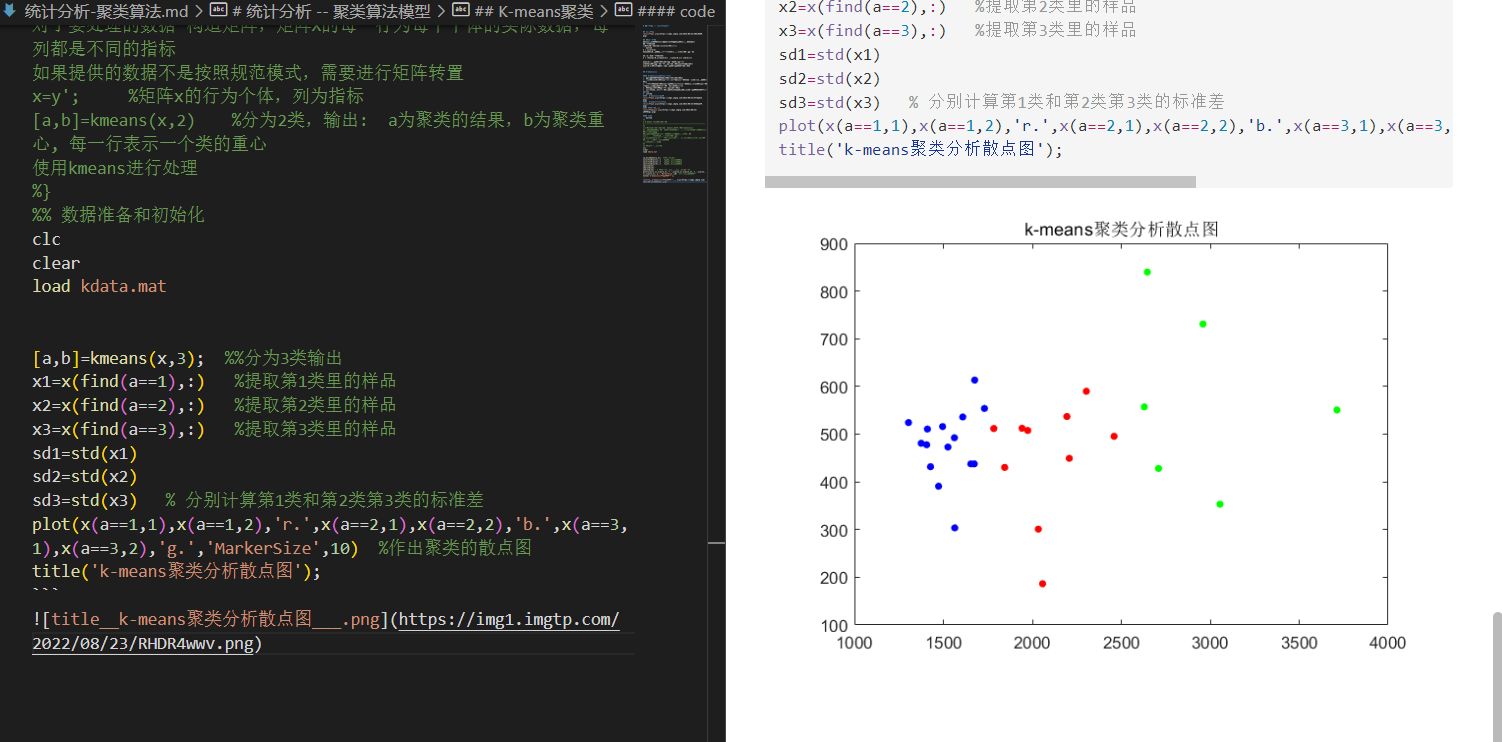 统计分析-聚类算法.md > # 统计分析 -- 聚类算法模型 > ## K-means聚类 > #### code
列都是不同的指标
如果提供的数据不是按照规范模式，需要进行矩阵转置
x=y';     %矩阵x的行为个体，列为指标
[a,b]=kmeans(x,2)    %分为2类，输出:  a为聚类的结果，b为聚类重
心, 每一行表示一个类的重心
使用kmeans进行处理
%}
%% 数据准备和初始化
clc
clear
load kdata.mat
[a,b]=kmeans(x,3);  %%分为3类输出
x1=x(find(a==1),:)   %提取第1类里的样品
x2=x(find(a==2),:)   %提取第2类里的样品
x3=x(find(a==3),:)   %提取第3类里的样品
sd1=std(x1)
sd2=std(x2)
sd3=std(x3)   % 分别计算第1类和第2类第3类的标准差
plot(x(a==1,1),x(a==1,2),'r.',x(a==2,1),x(a==2,2),'b.',x(a==3,
1),x(a==3,2),'g.','MarkerSize',10)  %作出聚类的散点图
title('k-means聚类分析散点图');
```
![title__k-means聚类分析散点图___.png](https://img1.imgtp.com/
2022/08/23/RHDR4wwv.png)
x2=x(find(a==2),:)   %提取第2类里的样品
x3=x(find(a==3),:)   %提取第3类里的样品
sd1=std(x1)
sd2=std(x2)
sd3=std(x3)   % 分别计算第1类和第2类第3类的标准差
plot(x(a==1,1),x(a==1,2),'r.',x(a==2,1),x(a==2,2),'b.',x(a==3,1),x(a==3,
title('k-means聚类分析散点图');
k-means聚类分析散点图
900
800
700
600
500
400
300
200
100
1000 1500 2000 2500 3000 3500 4000